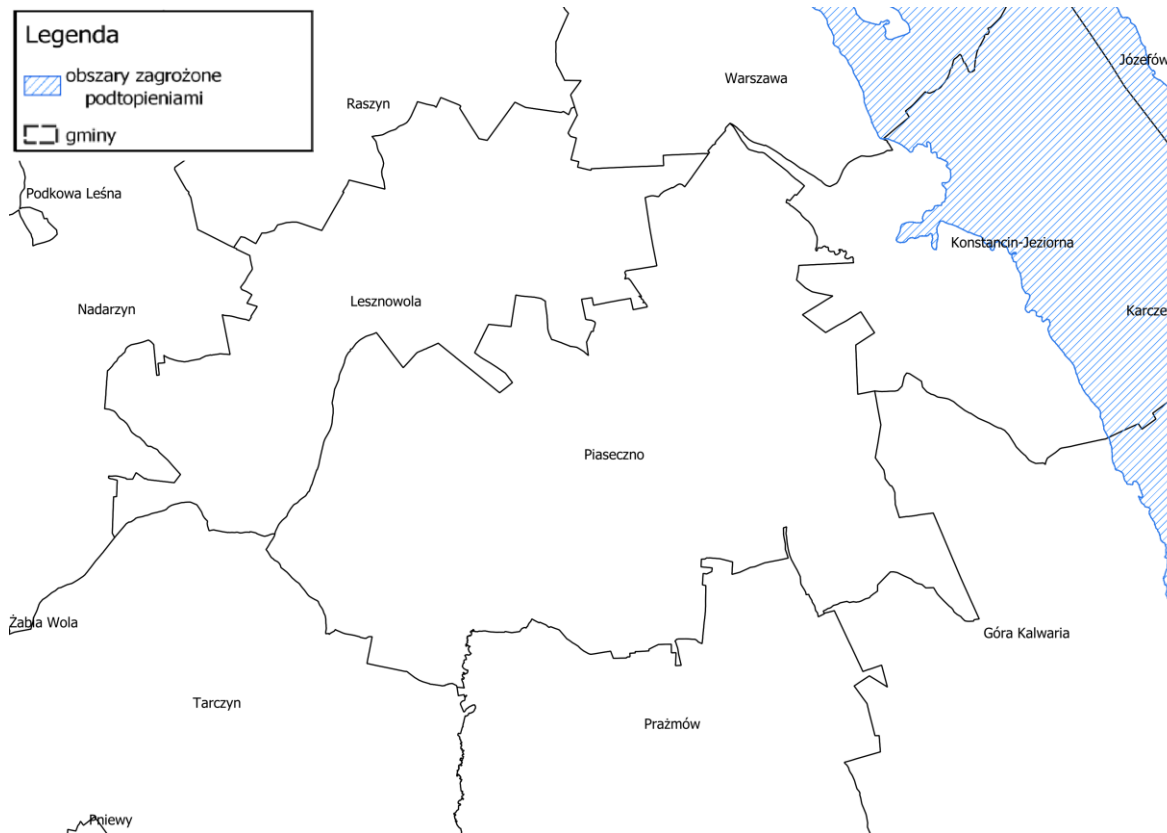 Legenda
obszary zagrożone
podtopieniami
gminy
Warszawa
Józefów
Raszyn
Podkowa Leśna
Konstancin-Jeziorna
Lesznowola
Nadarzyn
Karcze
Piaseczno
Żabia Wola
Góra Kalwaria
Tarczyn
Prażmów
Pniewy